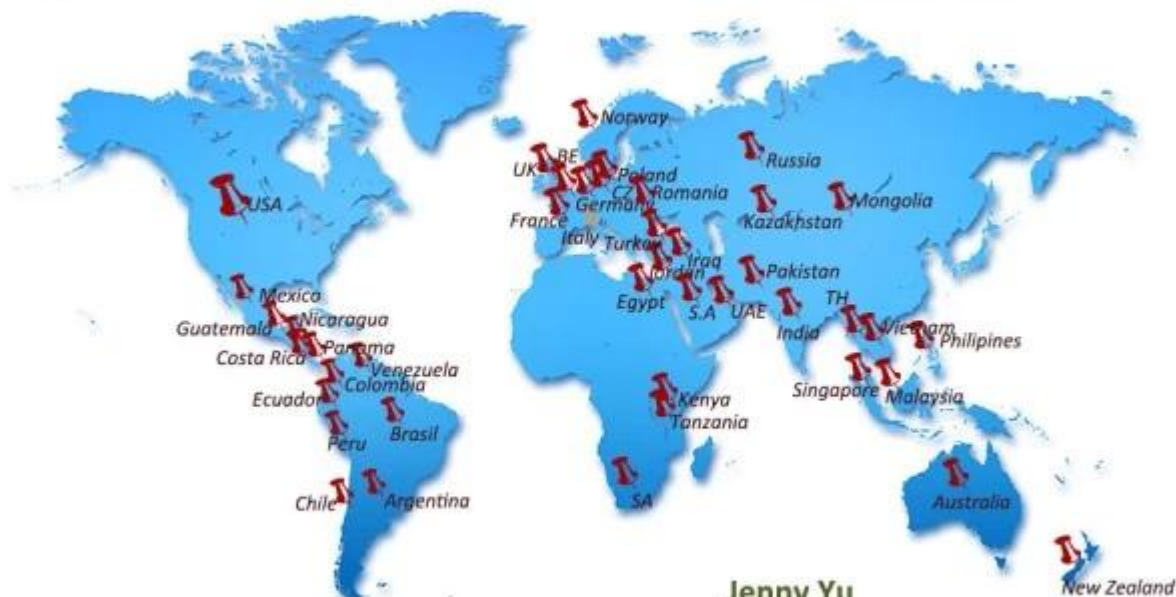 Norway
BE
UK
Russia
Poland
CZ
Romania
Germany
USA
France
Kazakhstan
Mongolia
Italy
Turkey
Iraq
Jordan
Pakistan
Egypt
Mexico
S.A
UAE
TH
India
Guatemala
Nicaragua
Vietnam
Philipines
Costa Rica
Panama
Venezuela
Singapore
Colombia
Malaysia
Ecuador
Kenya
Tanzania
Brasil
Peru
Chile
Argentina
SA
Australia
New Zealand
Jenny Yu